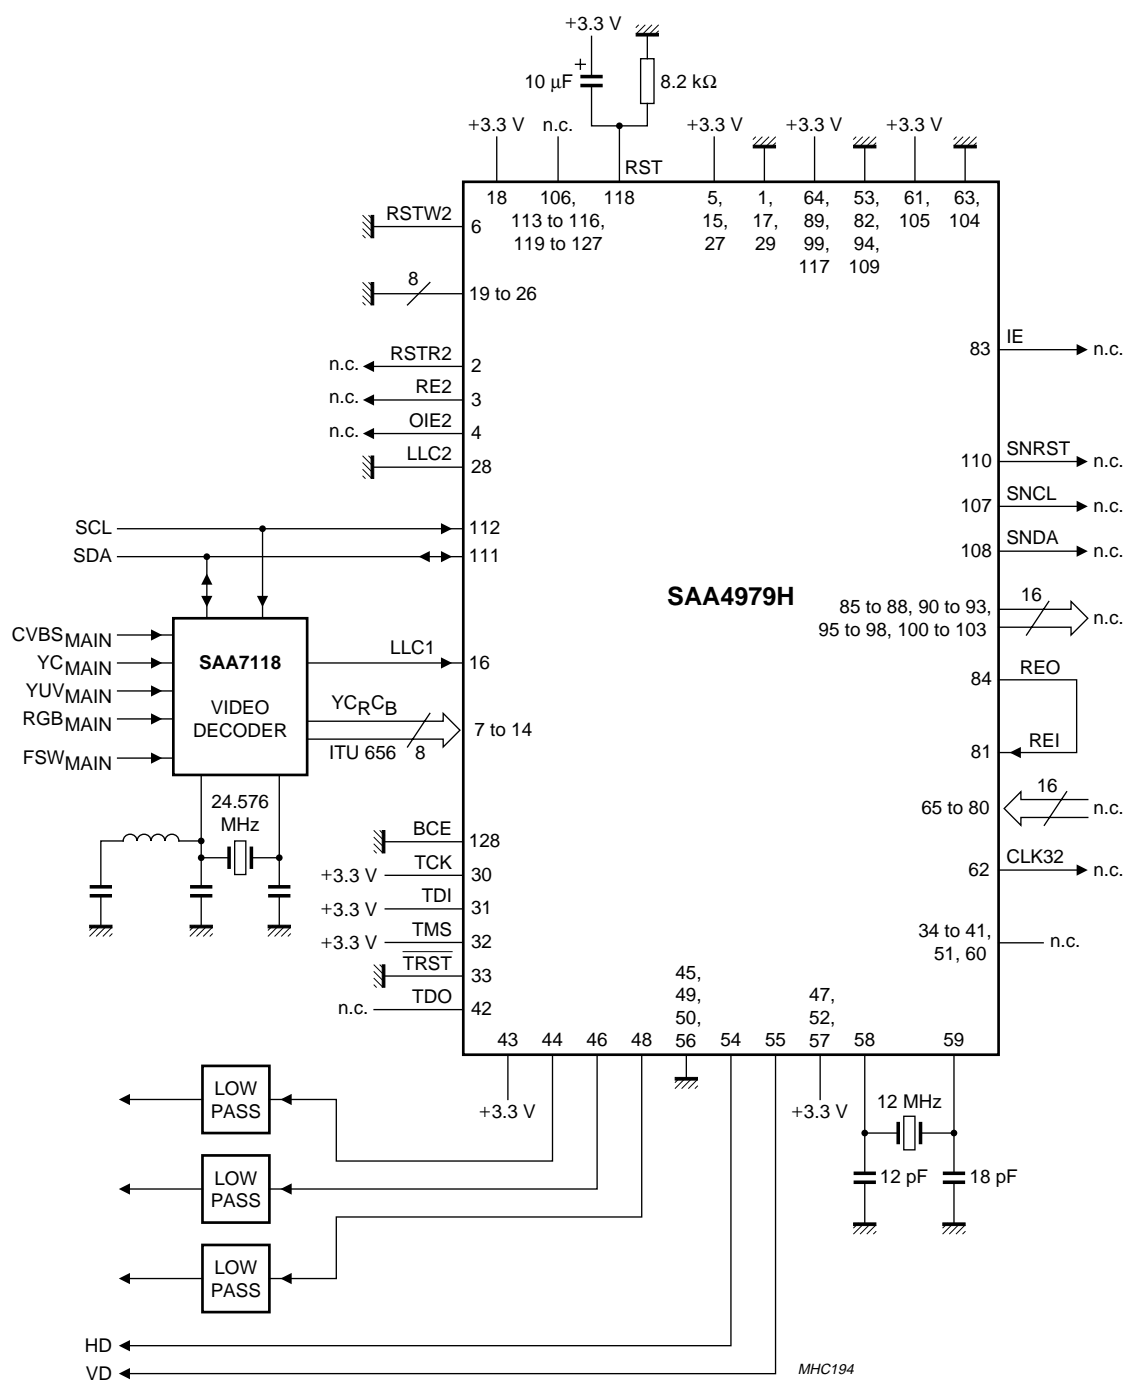 +3.3 V
10 μF
+
8.2 kΩ
+3.3 V
n.c.
RST
+3.3 V
+3.3 V
+3.3 V
18
106,
113 to 116,
119 to 127
118
5,
15,
27
1,
17,
29
64,
89,
99,
117
53,
82,
94,
109
61,
105
63,
104
RSTW2
6
8
19 to 26
n.c.
RSTR2
2
n.c.
RE2
3
n.c.
OIE2
4
LLC2
28
SCL
112
SDA
111
CVBSMAIN
YCMAIN
YUVMAIN
RGBMAIN
FSWMAIN
SAA7118
VIDEO
DECODER
LLC1
16
YCRCB
ITU 656
8
7 to 14
24.576
MHz
BCE
128
+3.3 V
TCK
30
+3.3 V
TDI
31
+3.3 V
TMS
32
TRST
33
n.c.
TDO
42
SAA4979H
83
IE
n.c.
110
SNRST
n.c.
107
SNCL
n.c.
108
SNDA
n.c.
85 to 88, 90 to 93,
95 to 98, 100 to 103
16
n.c.
84
REO
81
REI
65 to 80
16
n.c.
62
CLK32
n.c.
34 to 41,
51, 60
n.c.
43
44
46
48
45,
49,
50,
56
54
55
47,
52,
57
58
59
+3.3 V
+3.3 V
12 MHz
12 pF
18 pF
LOW
PASS
LOW
PASS
LOW
PASS
HD
VD
MHC194